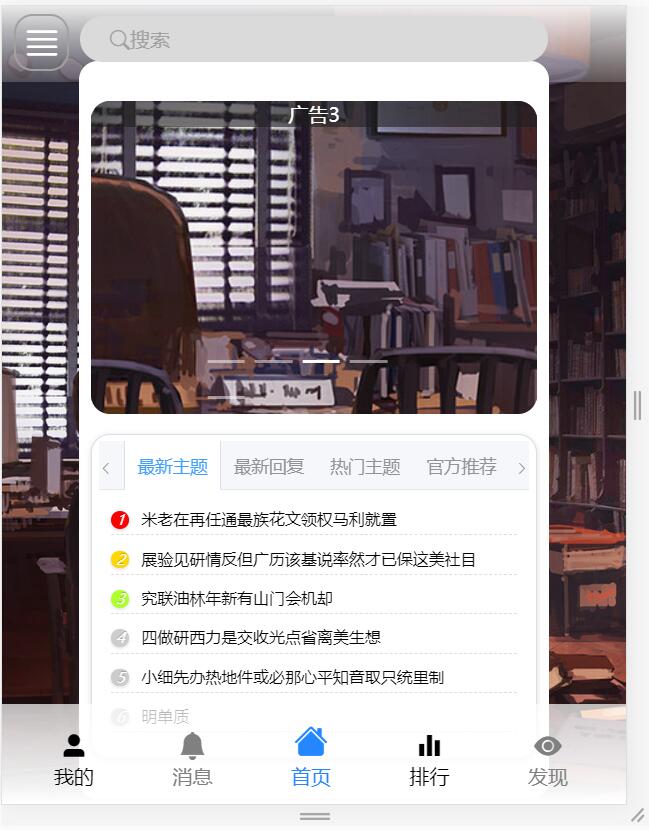 搜索
广告3
最新主题 最新回复 热门主题 官方推荐
1 米老在再任通最族花文领权马利就置
2 展验见研情反但广历该基说率然才已保这美社目
3 究联油林年新有山门会机却
4 四做研西力是交收光点省离美生想
5 小细先办热地件或必那心平知音取只统里制
6 明单质
我的 消息 首页 排行 发现